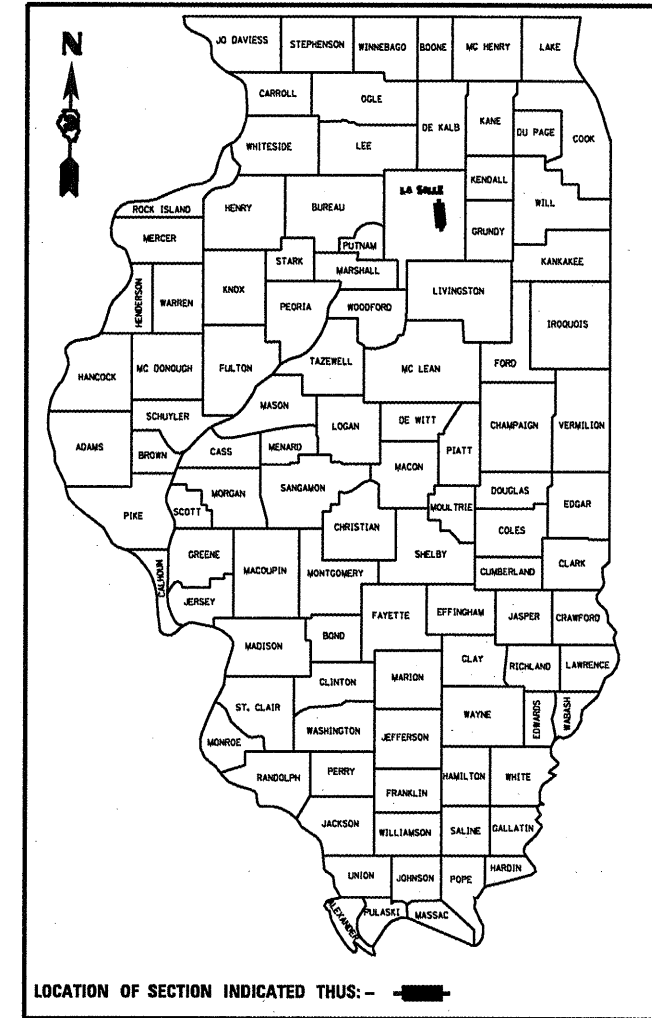 N
JO DAVIESS STEPHENSON WINNEBAGO BOONE MC HENRY LAKE
CARROLL OGLE DE KALB KANE DU PAGE COOK
WHITESIDE LEE
LA SALLE KENDALL WILL
ROCK ISLAND HENRY BUREAU GRUNDY
MERCER PUTNAM KANKAKEE
STARK MARSHALL
HENDERSON WARREN KNOX PEORIA WOODFORD LIVINGSTON IROQUOIS
HANCOCK MC DONOUGH FULTON TAZEWELL MC LEAN FORD
SCHUYLER MASON LOGAN DE WITT CHAMPAIGN VERMILION
ADAMS BROWN CASS MENARD MACON PIATT
PIKE SCOTT MORGAN SANGAMON CHRISTIAN MOULTRIE DOUGLAS EDGAR
COLES
CALHOUN GREENE MACOUPIN MONTGOMERY SHELBY CUMBERLAND CLARK
JERSEY FAYETTE EFFINGHAM JASPER CRAWFORD
MADISON BOND CLAY RICHLAND LAWRENCE
CLINTON MARION
ST. CLAIR WASHINGTON JEFFERSON WAYNE EDWARDS WABASH
MONROE
RANDOLPH PERRY FRANKLIN HAMILTON WHITE
JACKSON WILLIAMSON SALINE GALLATIN
UNION JOHNSON POPE HARDIN
ALEXANDER PULASKI MASSAC
LOCATION OF SECTION INDICATED THUS: -